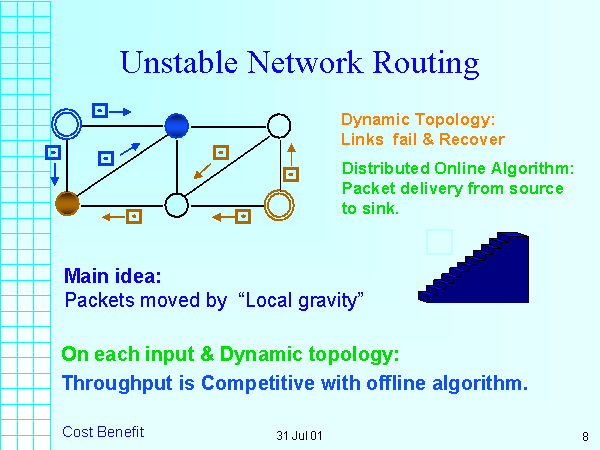 Unstable Network Routing
Dynamic Topology:
Links fail & Recover
Distributed Online Algorithm:
Packet delivery from source
to sink.
Main idea:
Packets moved by “Local gravity”
On each input & Dynamic topology:
Throughput is Competitive with offline algorithm.
Cost Benefit
31 Jul 01
8